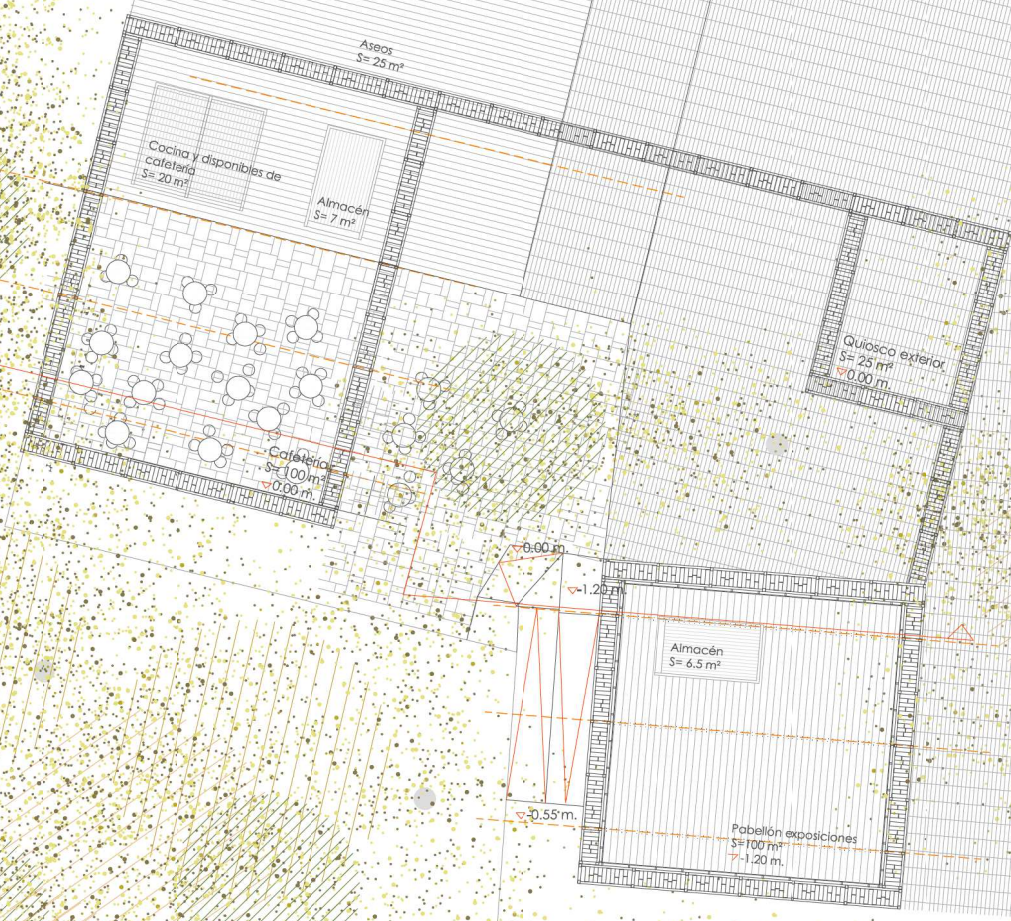 Aseos
S= 25 m²
Cocina y disponibles de
cafetería
S= 20 m²
Almacén
S= 7 m²
Quiosco exterior
S= 25 m²
0.00 m.
Cafetería
S= 100 m²
0.00 m.
0.00 m.
-1.20 m.
Almacén
S= 6.5 m²
-0.55 m.
Pabellón exposiciones
S=100 m²
-1.20 m.